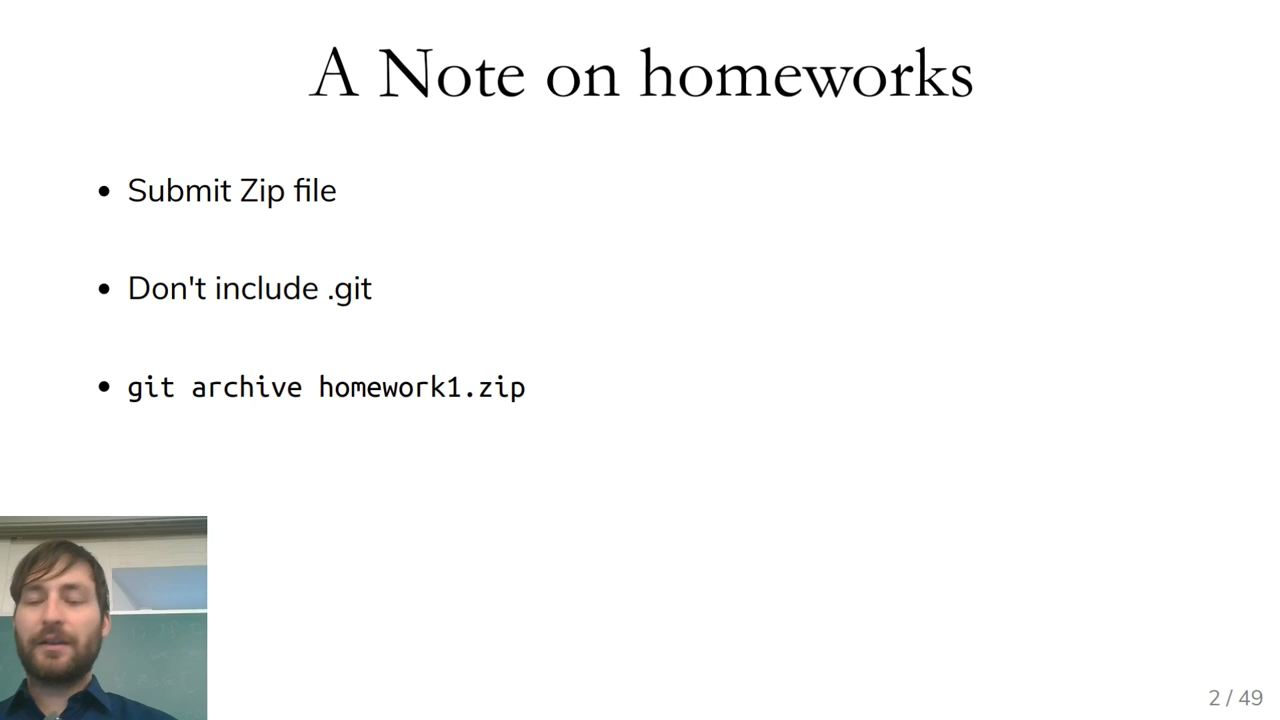 A Note on homeworks
Submit Zip file
Don't include .git
git archive homework1.zip
2 / 49